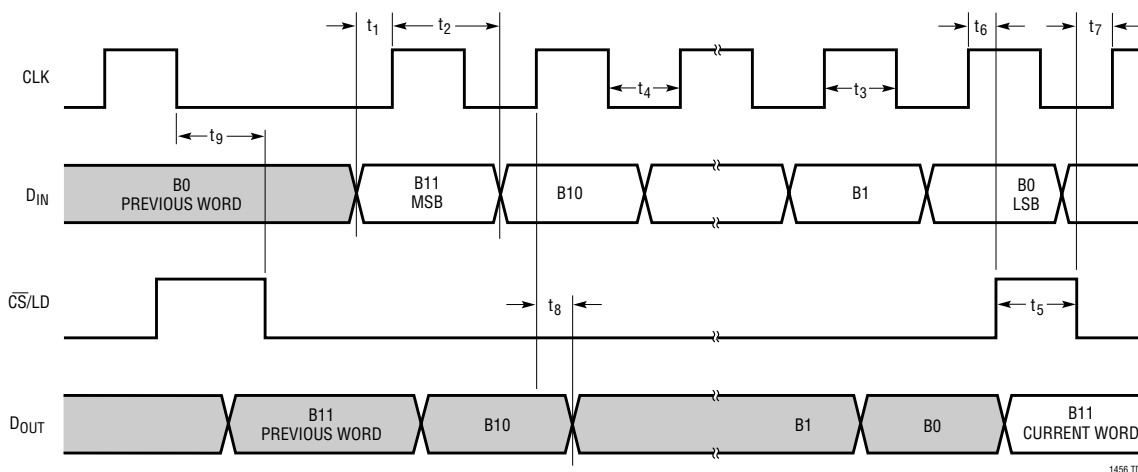 t1
t2
t6
t7
CLK
t4
t3
t9
DIN
B0
PREVIOUS WORD
B11
MSB
B10
B1
B0
LSB
CS/LD
t8
t5
DOUT
B11
PREVIOUS WORD
B10
B1
B0
B11
CURRENT WORD
1456